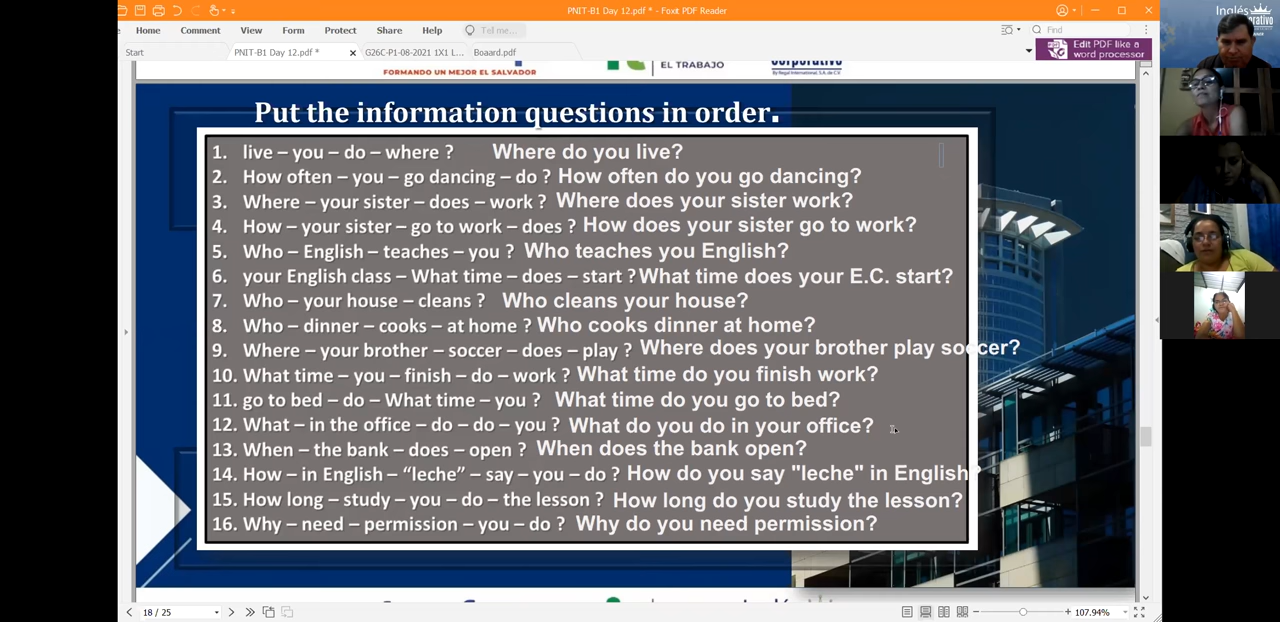 PNIT-B1 Day 12.pdf * - Foxit PDF Reader
Home Comment View Form Protect Share Help Tell me... Find
Start PNIT-B1 Day 12.pdf * G26C-P1-08-2021 1X1 L... Boaard.pdf
Edit PDF like a
word processor
Inglés
FORMANDO UN MEJOR EL SALVADOR
EL TRABAJO
By Regal International, S.A. de C.V.
Put the information questions in order.
1. live – you – do – where ? Where do you live?
2. How often – you – go dancing – do ? How often do you go dancing?
3. Where – your sister – does – work ? Where does your sister work?
4. How – your sister – go to work – does ? How does your sister go to work?
5. Who – English – teaches – you ? Who teaches you English?
6. your English class – What time – does – start ? What time does your E.C. start?
7. Who – your house – cleans ? Who cleans your house?
8. Who – dinner – cooks – at home ? Who cooks dinner at home?
9. Where – your brother – soccer – does – play ? Where does your brother play soccer?
10. What time – you – finish – do – work ? What time do you finish work?
11. go to bed – do – What time – you ? What time do you go to bed?
12. What – in the office – do – do – you ? What do you do in your office?
13. When – the bank – does – open ? When does the bank open?
14. How – in English – “leche” – say – you – do ? How do you say "leche" in English?
15. How long – study – you – do – the lesson ? How long do you study the lesson?
16. Why – need – permission – you – do ? Why do you need permission?
18 / 25
107.94%